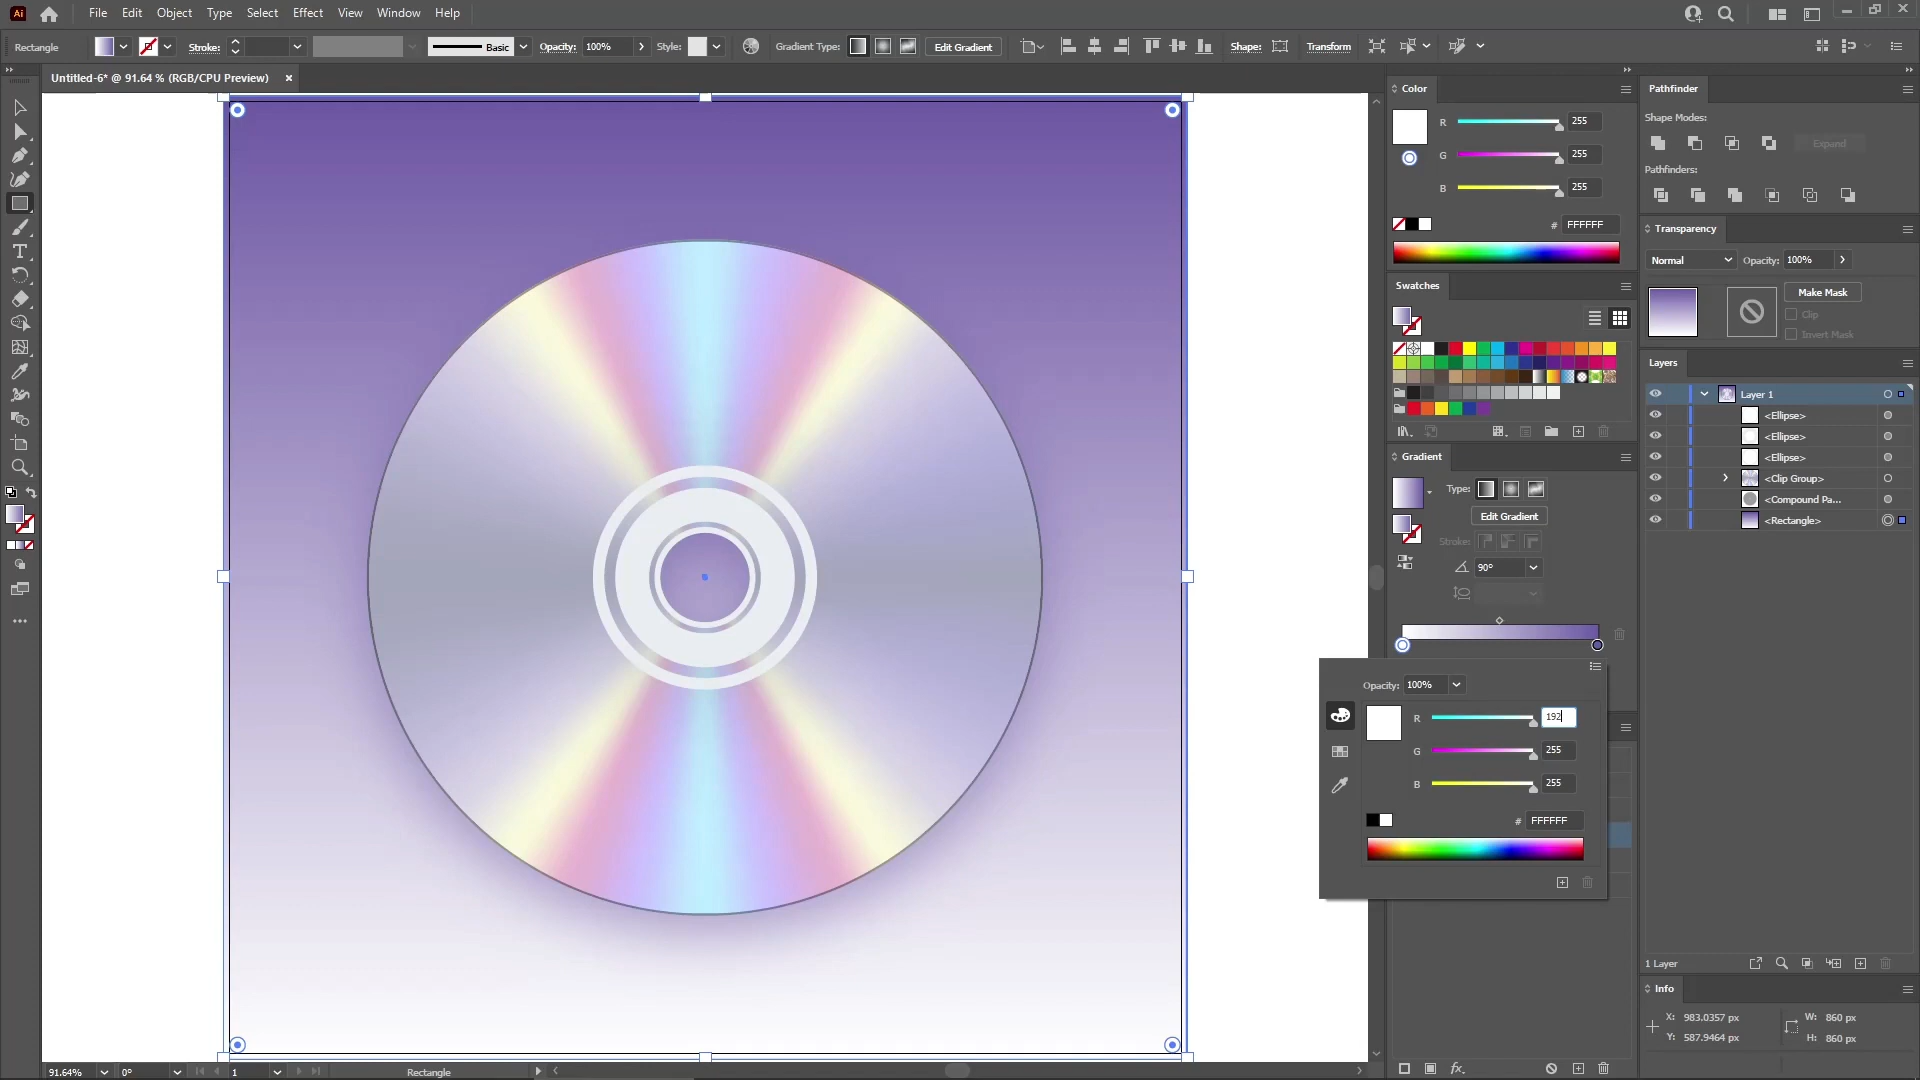 Ai File Edit Object Type Select Effect View Window Help
Rectangle Stroke: Basic Opacity: 100% Style: Gradient Type: Edit Gradient Shape: Transform
Untitled-6* @ 91.64 % (RGB/CPU Preview) ×
Color
R 255
G 255
B 255
# FFFFFF
Swatches
Gradient
Type:
Edit Gradient
Stroke:
90°
Opacity: 100%
R 192
G 255
B 255
# FFFFFF
Pathfinder
Shape Modes:
Expand
Pathfinders:
Transparency
Normal Opacity: 100%
Make Mask
Clip
Invert Mask
Layers
Layer 1
<Ellipse>
<Ellipse>
<Ellipse>
<Clip Group>
<Compound Pa...
<Rectangle>
1 Layer
Info
X: 983.0357 px W: 860 px
Y: 587.9464 px H: 860 px
91.64% 0° 1 Rectangle